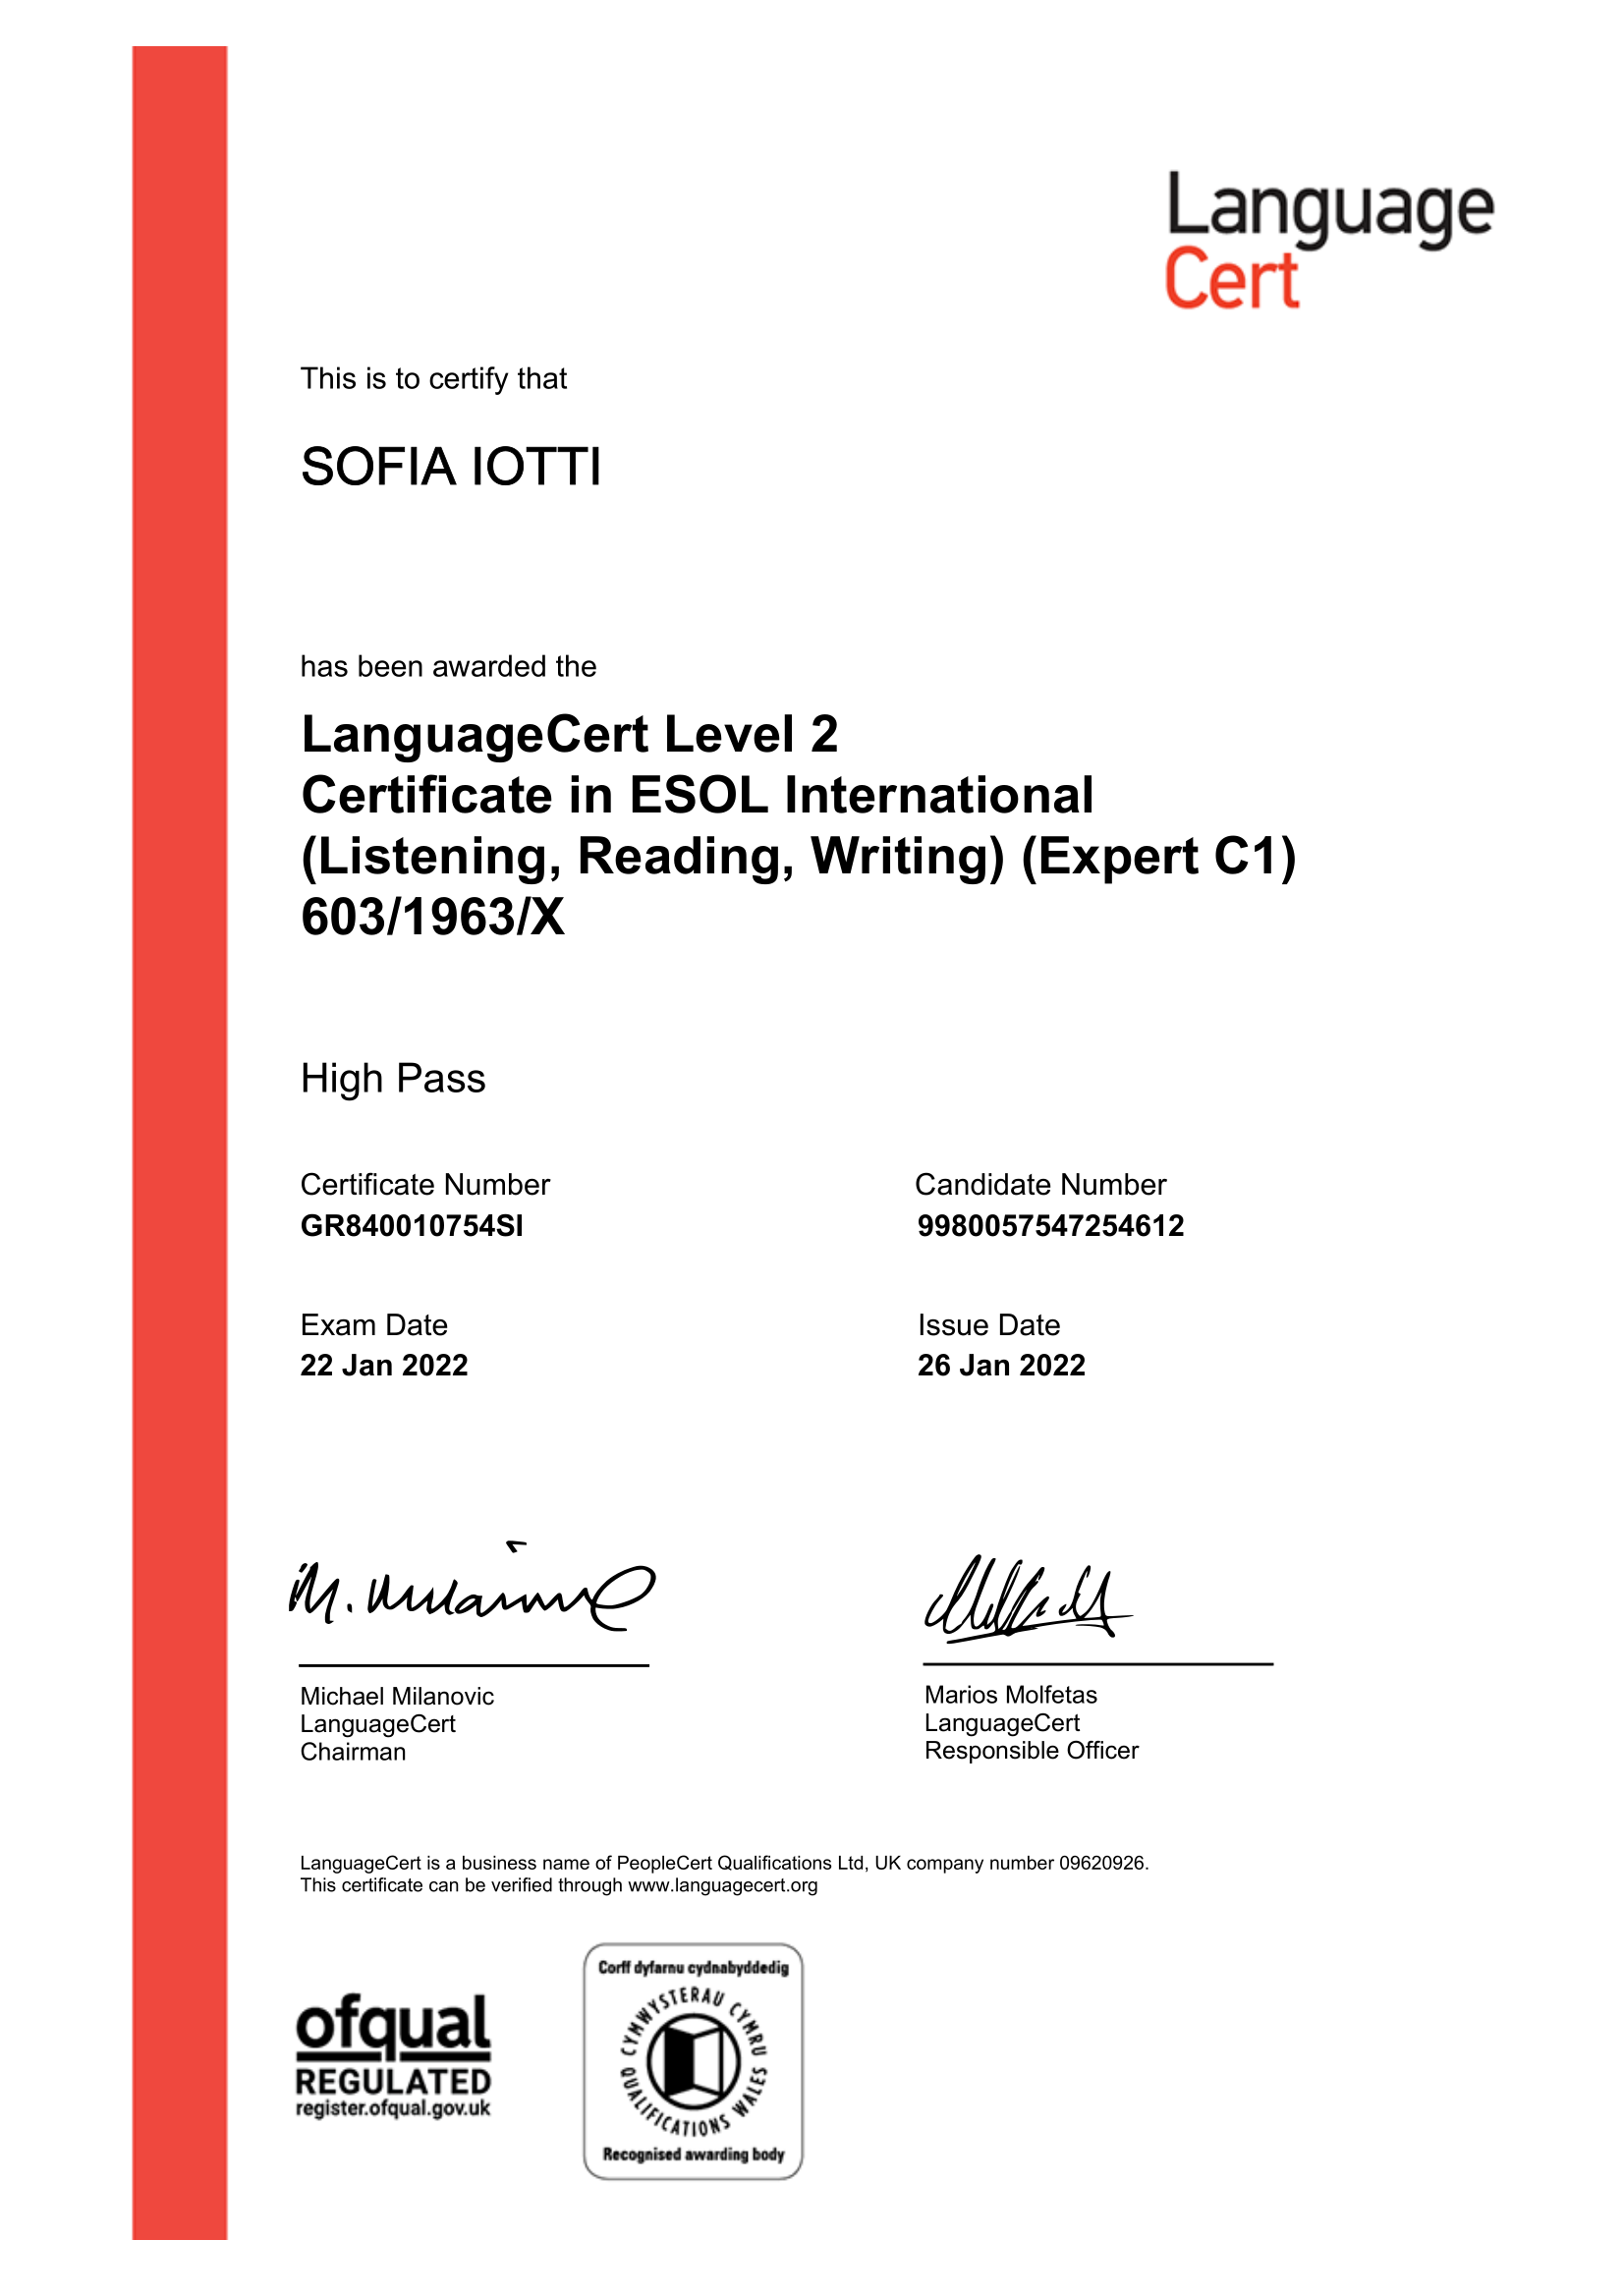 Language
Cert
This is to certify that
SOFIA IOTTI
has been awarded the
LanguageCert Level 2
Certificate in ESOL International
(Listening, Reading, Writing) (Expert C1)
603/1963/X
High Pass
Certificate Number
GR840010754SI
Candidate Number
9980057547254612
Exam Date
22 Jan 2022
Issue Date
26 Jan 2022
M. Milanovic
Michael Milanovic
LanguageCert
Chairman
Marios Molfetas
LanguageCert
Responsible Officer
LanguageCert is a business name of PeopleCert Qualifications Ltd, UK company number 09620926.
This certificate can be verified through www.languagecert.org
ofqual
REGULATED
register.ofqual.gov.uk
Corff dyfarnu cydnabyddedig
CYMWYSTERAU CYMRU
QUALIFICATIONS WALES
Recognised awarding body